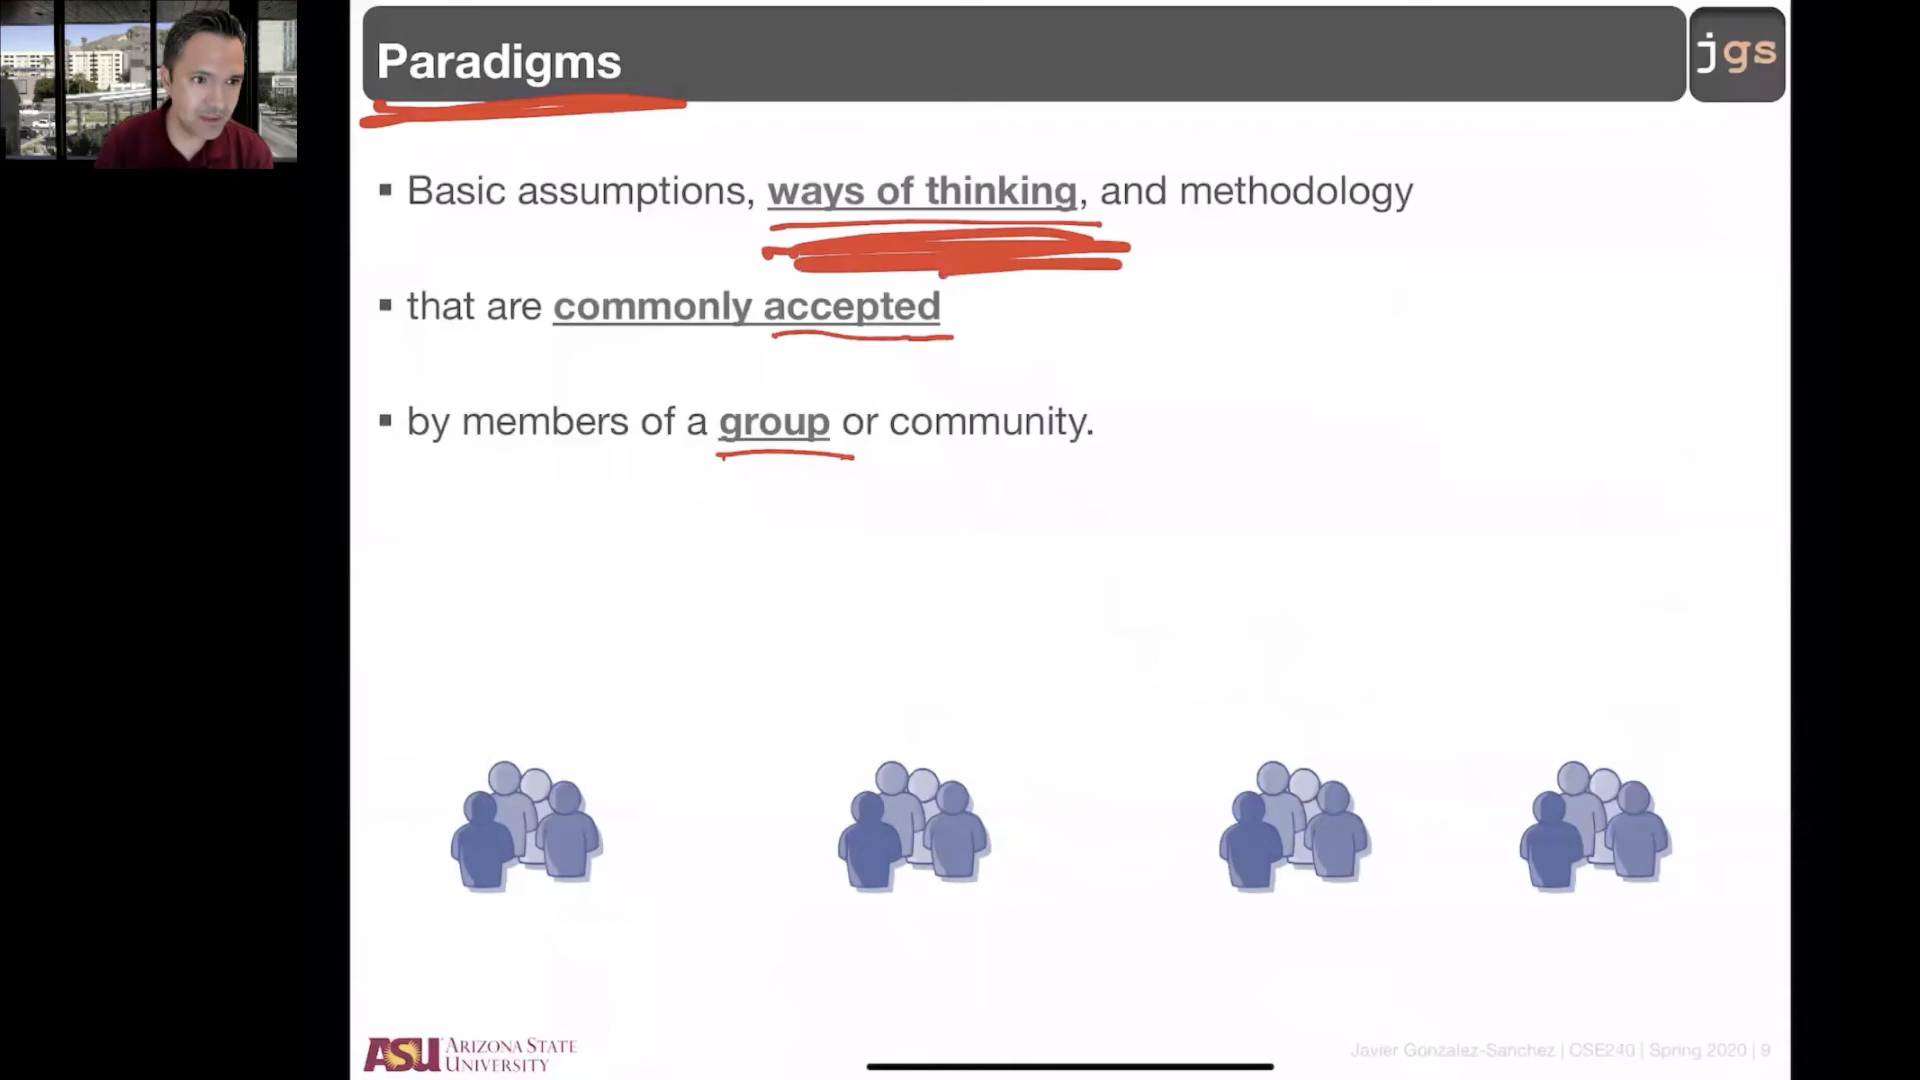 Paradigms
jgs
▪ Basic assumptions, ways of thinking, and methodology
▪ that are commonly accepted
▪ by members of a group or community.
ASU ARIZONA STATE
UNIVERSITY
Javier Gonzalez-Sanchez | CSE240 | Spring 2020 | 9